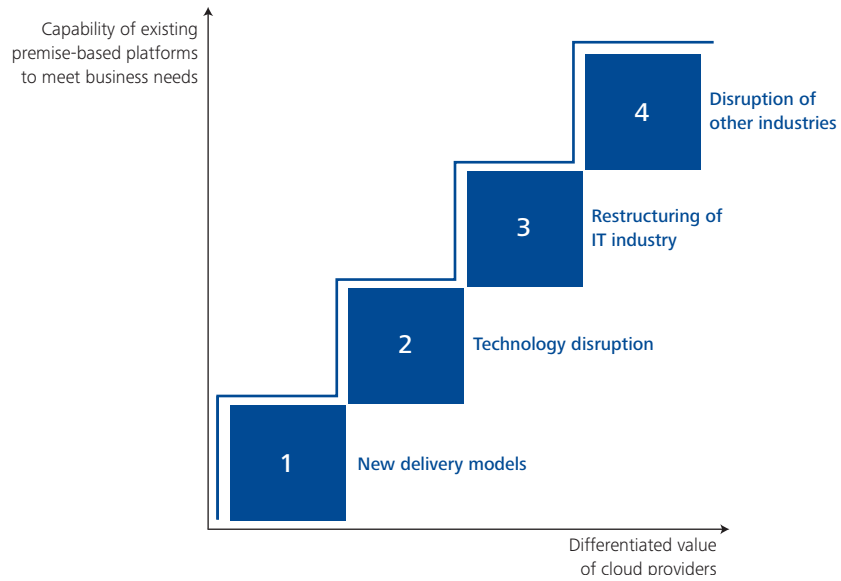 Capability of existing
premise-based platforms
to meet business needs
4
Disruption of
other industries
3
Restructuring of
IT industry
2
Technology disruption
1
New delivery models
Differentiated value
of cloud providers